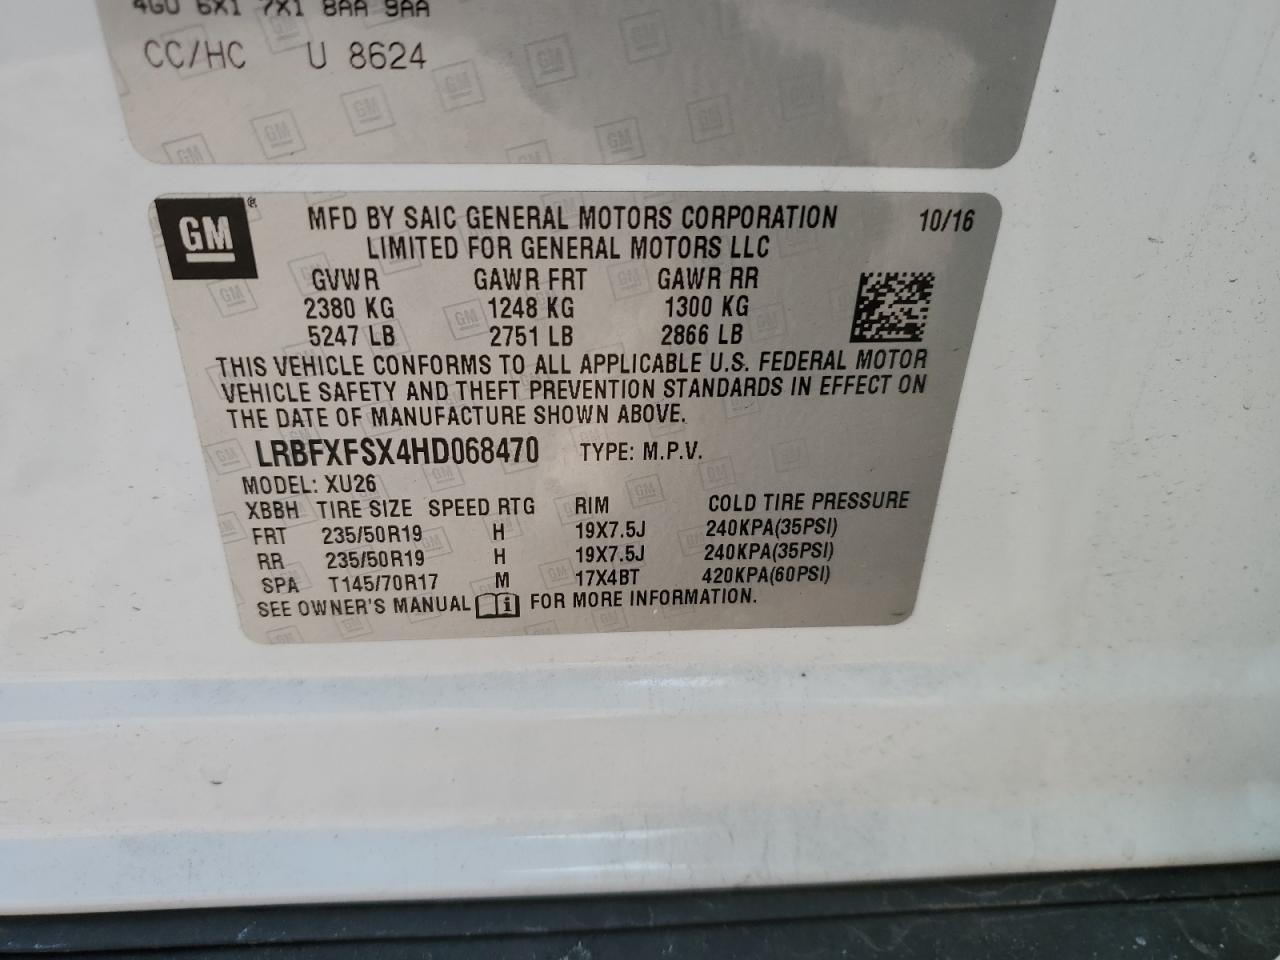 4G0 6X1 7X1 8AA 9AA
CC/HC U 8624
GM®
MFD BY SAIC GENERAL MOTORS CORPORATION 10/16
LIMITED FOR GENERAL MOTORS LLC
GVWR GAWR FRT GAWR RR
2380 KG 1248 KG 1300 KG
5247 LB 2751 LB 2866 LB
THIS VEHICLE CONFORMS TO ALL APPLICABLE U.S. FEDERAL MOTOR
VEHICLE SAFETY AND THEFT PREVENTION STANDARDS IN EFFECT ON
THE DATE OF MANUFACTURE SHOWN ABOVE.
LRBFXFSX4HD068470 TYPE: M.P.V.
MODEL: XU26
XBBH TIRE SIZE SPEED RTG RIM COLD TIRE PRESSURE
FRT 235/50R19 H 19X7.5J 240KPA(35PSI)
RR 235/50R19 H 19X7.5J 240KPA(35PSI)
SPA T145/70R17 M 17X4BT 420KPA(60PSI)
SEE OWNER'S MANUAL FOR MORE INFORMATION.